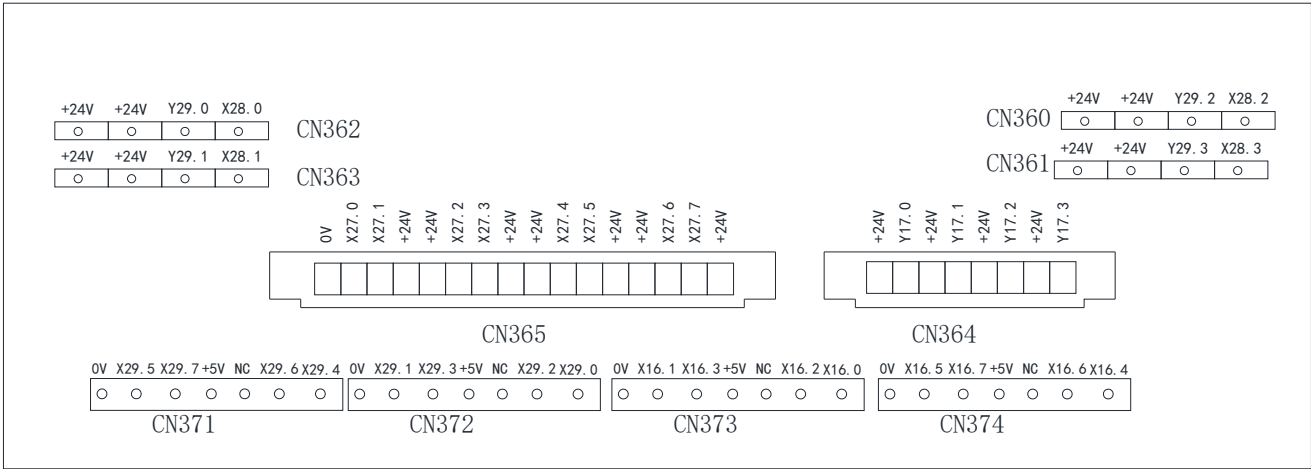 +24V +24V Y29.0 X28.0
CN362
+24V +24V Y29.1 X28.1
CN363
+24V +24V Y29.2 X28.2
CN360
+24V +24V Y29.3 X28.3
CN361
0V X27.0 X27.1 +24V +24V X27.2 X27.3 +24V +24V X27.4 X27.5 +24V +24V X27.6 X27.7 +24V
CN365
+24V Y17.0 +24V Y17.1 +24V Y17.2 +24V Y17.3
CN364
0V X29.5 X29.7 +5V NC X29.6 X29.4
CN371
0V X29.1 X29.3 +5V NC X29.2 X29.0
CN372
0V X16.1 X16.3 +5V NC X16.2 X16.0
CN373
0V X16.5 X16.7 +5V NC X16.6 X16.4
CN374